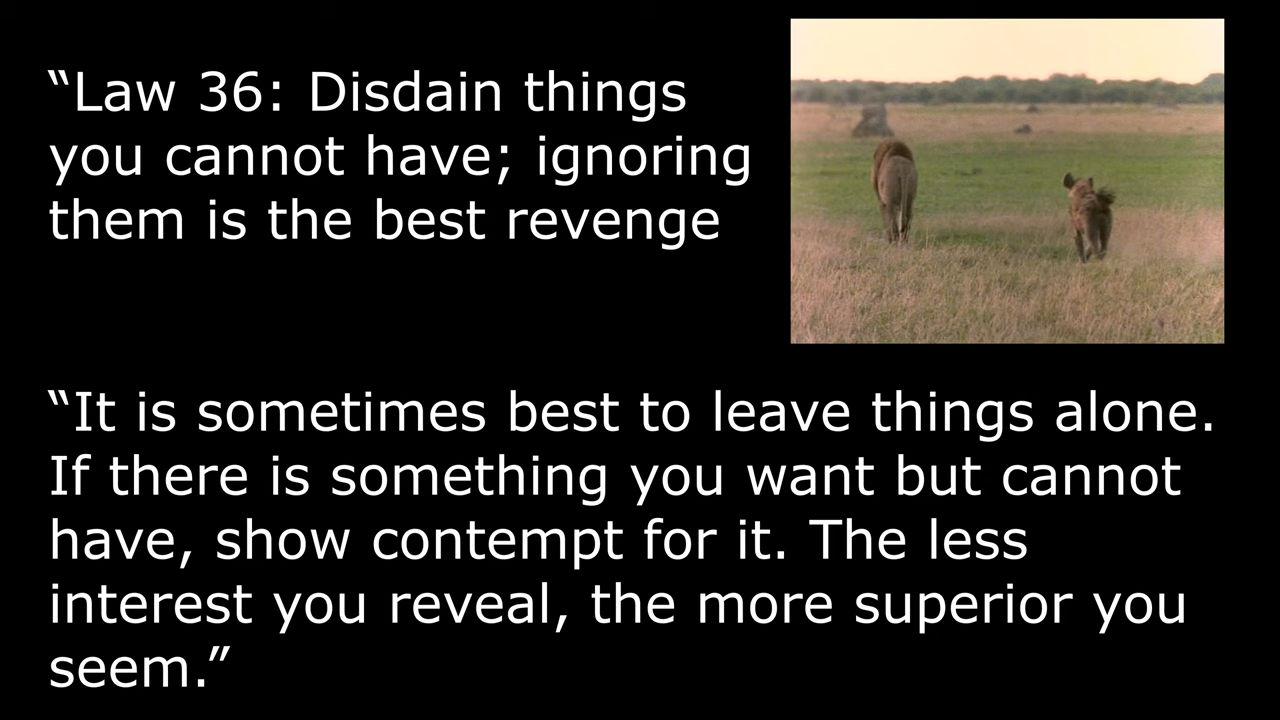 “Law 36: Disdain things
you cannot have; ignoring
them is the best revenge
“It is sometimes best to leave things alone.
If there is something you want but cannot
have, show contempt for it. The less
interest you reveal, the more superior you
seem.”